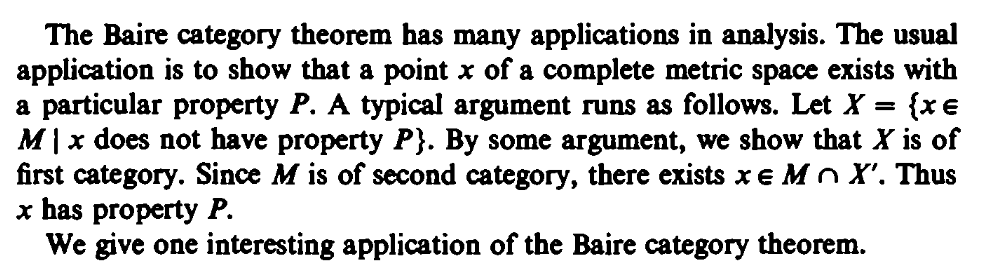 The Baire category theorem has many applications in analysis. The usual
application is to show that a point x of a complete metric space exists with
a particular property P. A typical argument runs as follows. Let X = {x ∈
M | x does not have property P}. By some argument, we show that X is of
first category. Since M is of second category, there exists x ∈ M ∩ X′. Thus
x has property P.
We give one interesting application of the Baire category theorem.